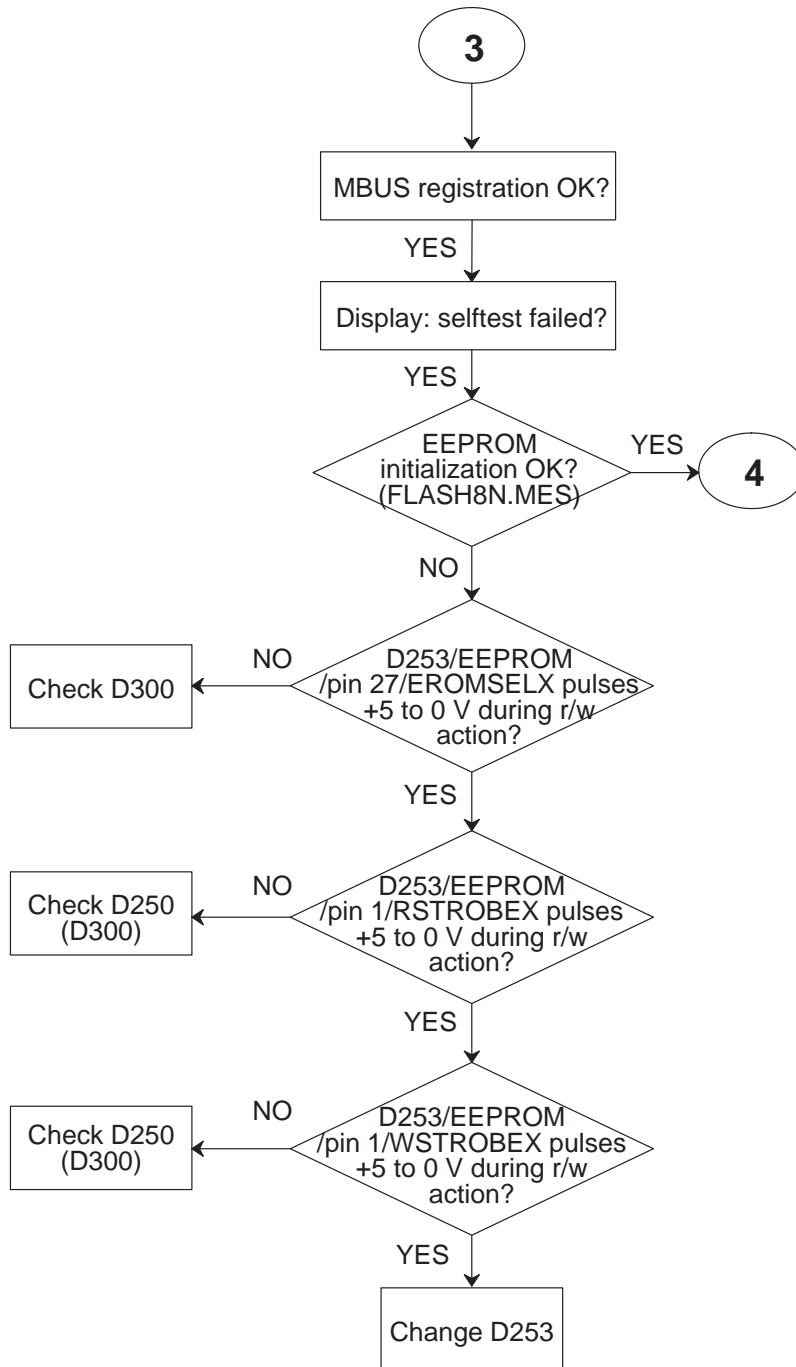 3
MBUS registration OK?
YES
Display: selftest failed?
YES
EEPROM
initialization OK?
(FLASH8N.MES)
YES
4
NO
D253/EEPROM
/pin 27/EROMSELX pulses
+5 to 0 V during r/w
action?
NO
Check D300
YES
D253/EEPROM
/pin 1/RSTROBEX pulses
+5 to 0 V during r/w
action?
NO
Check D250
(D300)
YES
D253/EEPROM
/pin 1/WSTROBEX pulses
+5 to 0 V during r/w
action?
NO
Check D250
(D300)
YES
Change D253